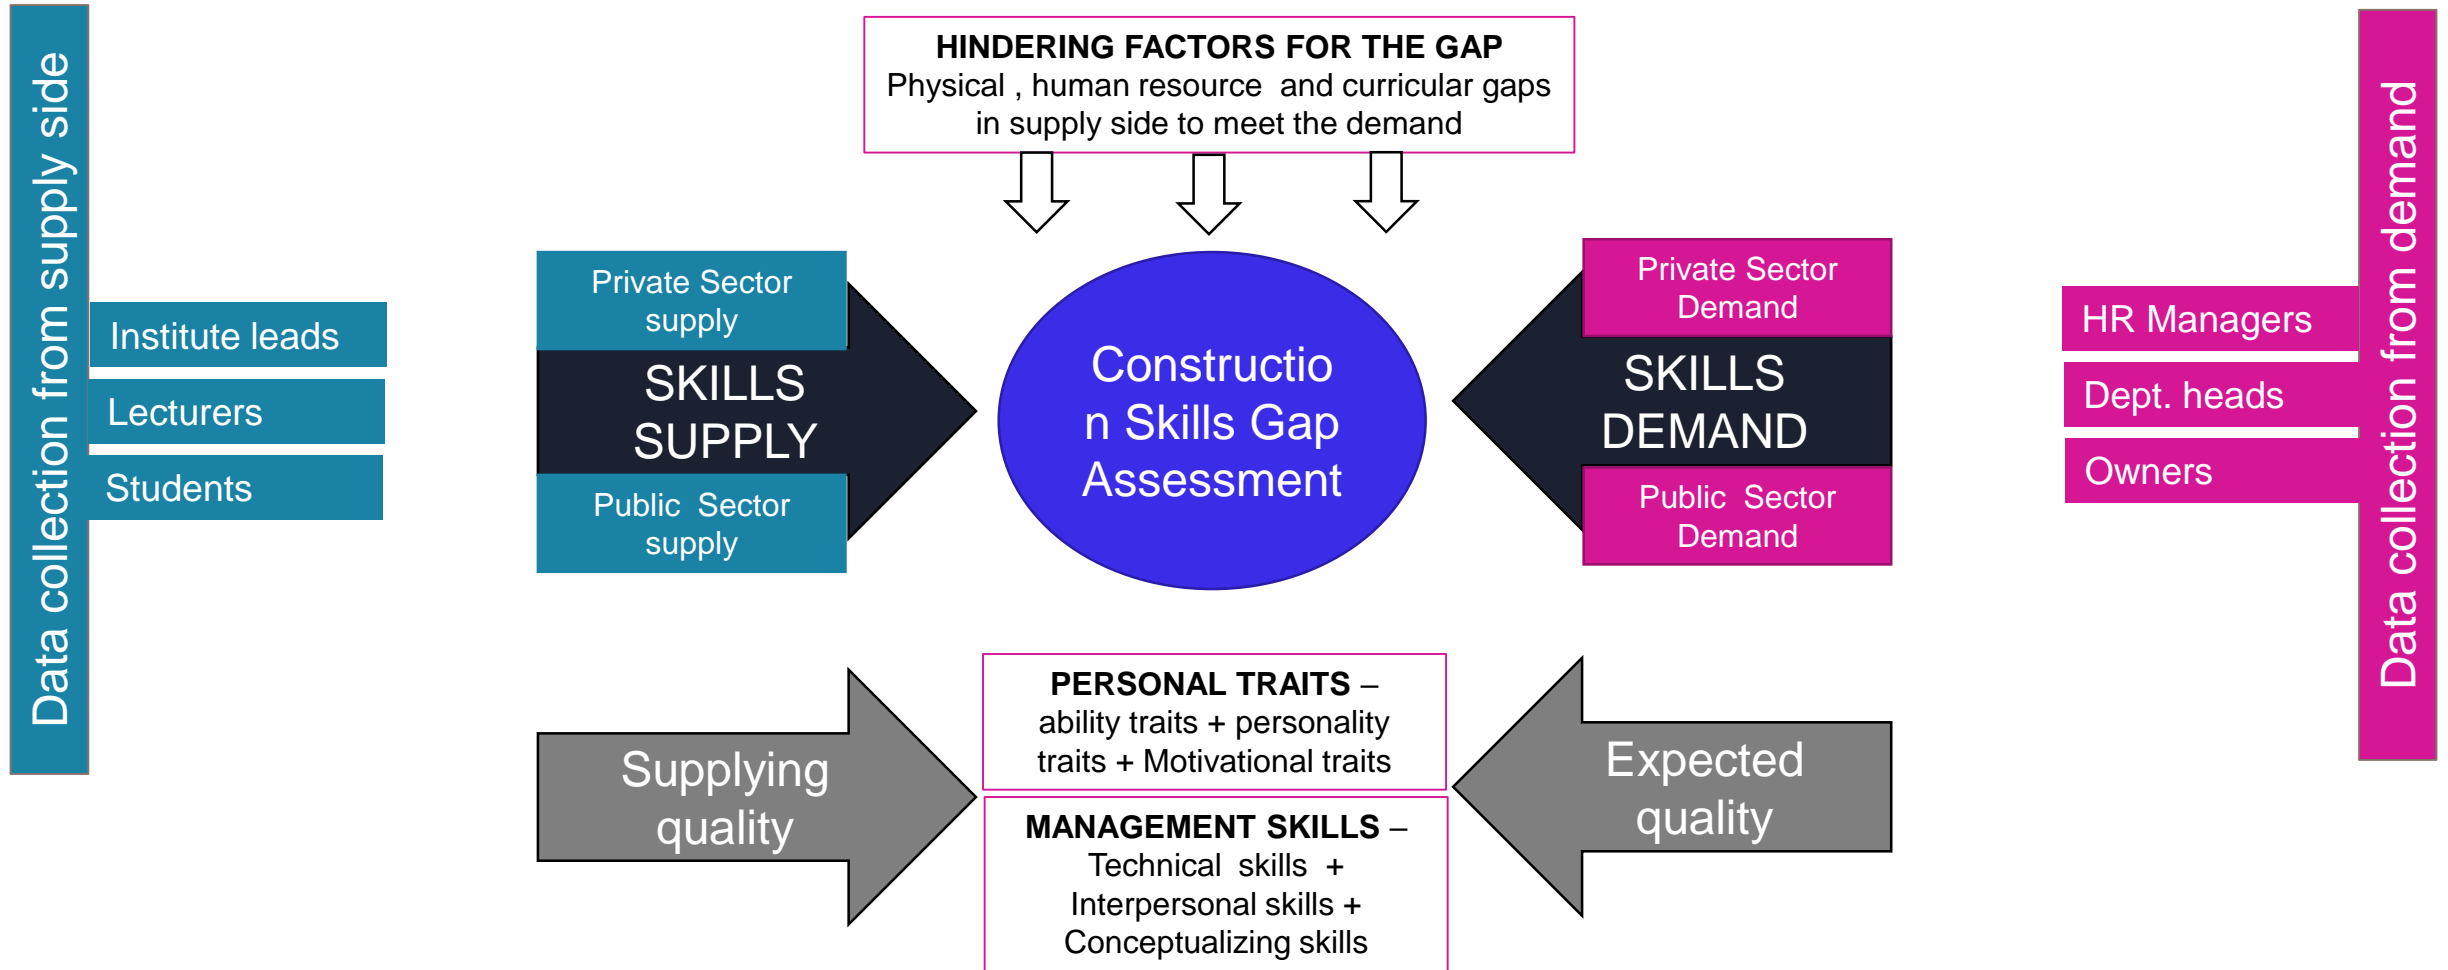 Data collection from supply side
Institute leads
Lecturers
Students
HINDERING FACTORS FOR THE GAP
Physical , human resource  and curricular gaps
in supply side to meet the demand
Private Sector
supply
SKILLS
SUPPLY
Public  Sector
supply
Constructio
n Skills Gap
Assessment
Private Sector
Demand
SKILLS
DEMAND
Public  Sector
Demand
HR Managers
Dept. heads
Owners
Data collection from demand
Supplying
quality
PERSONAL TRAITS –
ability traits + personality
traits + Motivational traits
MANAGEMENT SKILLS –
Technical  skills  +
Interpersonal skills +
Conceptualizing skills
Expected
quality